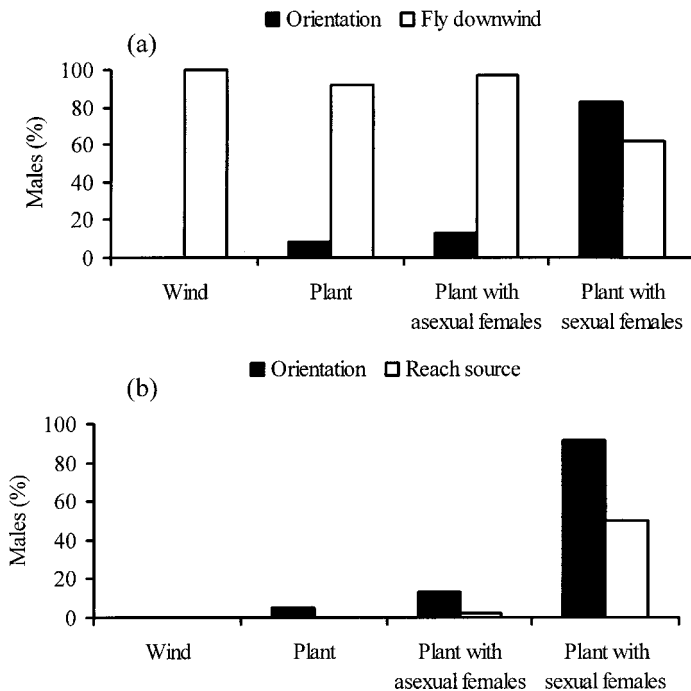 ■ Orientation □ Fly downwind
(a)
100
80
60
40
20
0
Males (%)
Wind Plant Plant with asexual females Plant with sexual females
■ Orientation □ Reach source
(b)
100
80
60
40
20
0
Males (%)
Wind Plant Plant with asexual females Plant with sexual females